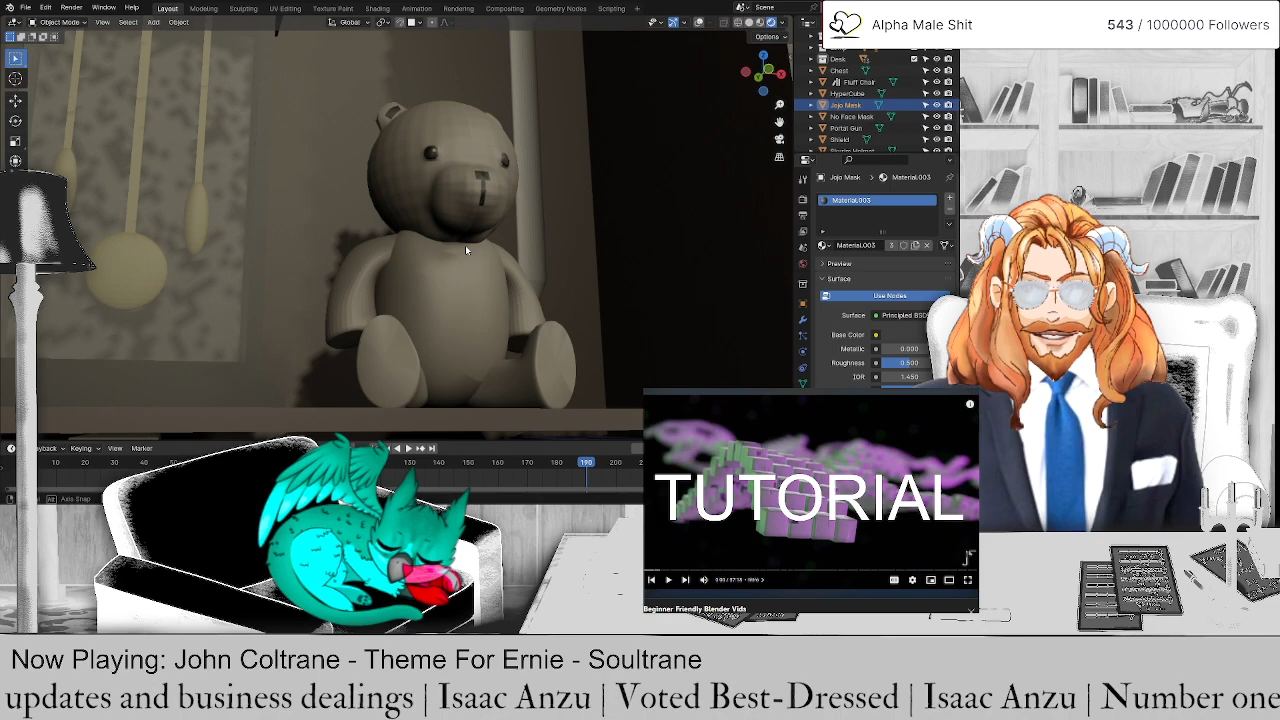 File Edit Render Window Help Layout Modeling Sculpting UV Editing Texture Paint Shading Animation Rendering Compositing Geometry Nodes Scripting + Scene
Object Mode View Select Add Object Global
Options
Alpha Male Shit 543 / 1000000 Followers
Desk
Chest
Fluff Chair
HyperCube
Jojo Mask
No Face Mask
Portal Gun
Shield
Jojo Mask > Material.003
Material.003
Material.003 3
Preview
Surface
Use Nodes
Surface Principled BSD
Base Color
Metallic 0.000
Roughness 0.500
IOR 1.450
Keying View Marker
10 20 30 40 50 130 140 150 160 170 180 190 200
Axis Snap
TUTORIAL
Beginner Friendly Blender Vids
Now Playing: John Coltrane - Theme For Ernie - Soultrane
updates and business dealings | Isaac Anzu | Voted Best-Dressed | Isaac Anzu | Number one